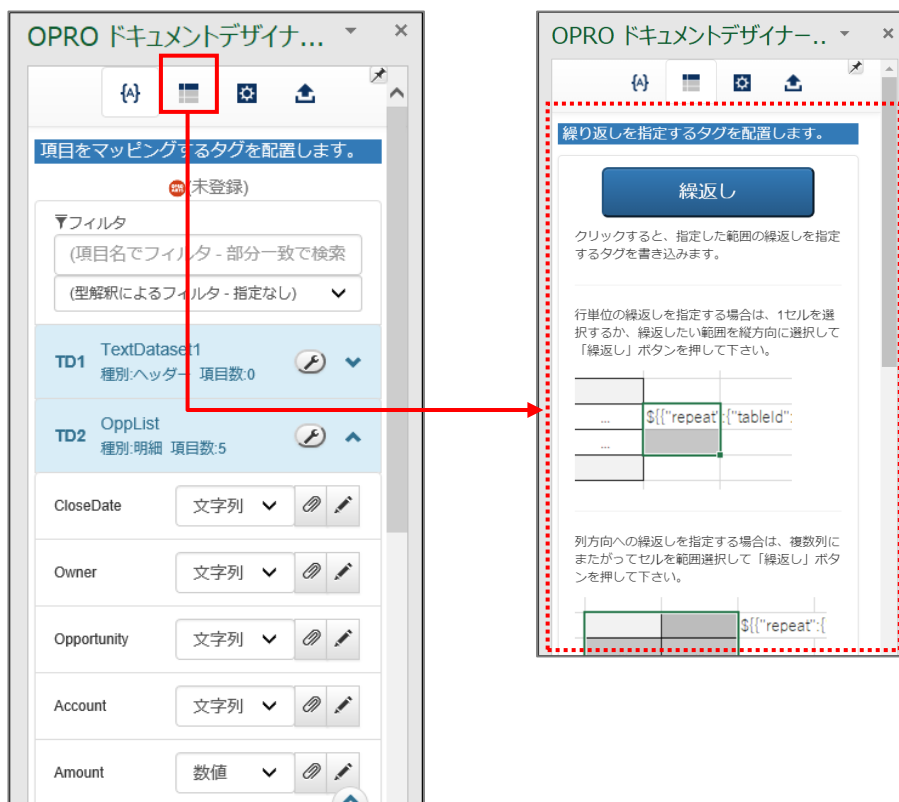 OPRO ドキュメントデザイナ...
{A}
項目をマッピングするタグを配置します。
(未登録)
フィルタ
(項目名でフィルタ - 部分一致で検索
(型解釈によるフィルタ - 指定なし)
TD1 TextDataset1
種別:ヘッダー 項目数:0
TD2 OppList
種別:明細 項目数:5
CloseDate 文字列
Owner 文字列
Opportunity 文字列
Account 文字列
Amount 数値
OPRO ドキュメントデザイナー..
{A}
繰り返しを指定するタグを配置します。
繰返し
クリックすると、指定した範囲の繰返しを指定
するタグを書き込みます。
行単位の繰返しを指定する場合は、1セルを選
択するか、繰返したい範囲を縦方向に選択して
「繰返し」ボタンを押して下さい。
... ${{"repeat":{"tableId":
...
列方向への繰返しを指定する場合は、複数列に
またがってセルを範囲選択して「繰返し」ボタ
ンを押して下さい。
${{"repeat":{